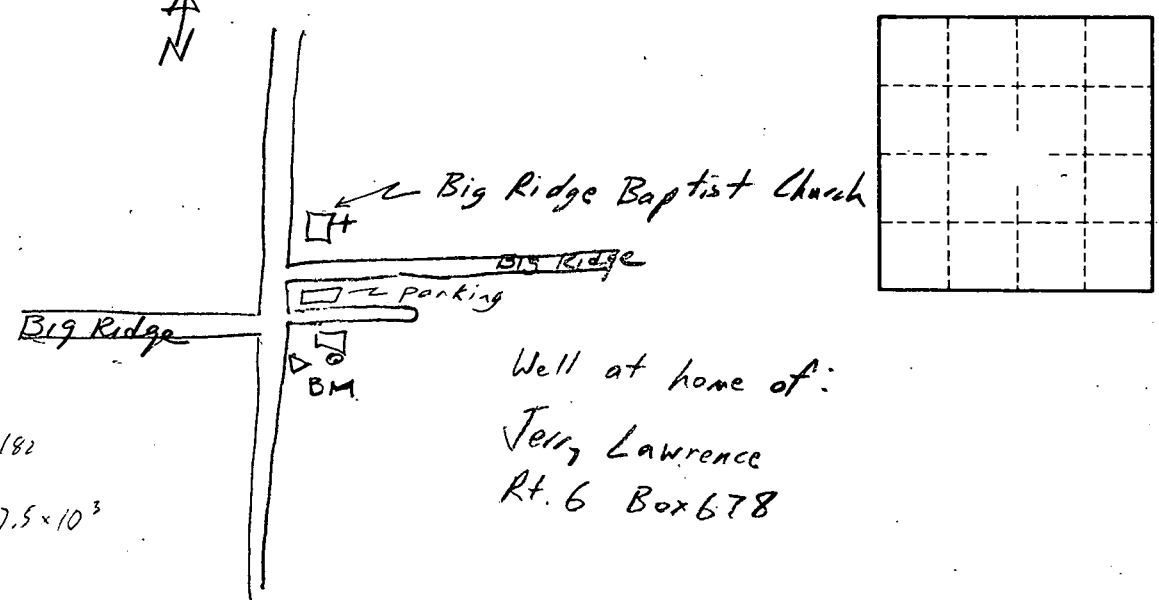 N
Big Ridge Baptist Church
Big Ridge
parking
Big Ridge
BM
Well at home of:
Jerry Lawrence
Rt. 6 Box 678
182
7.5 x 10³